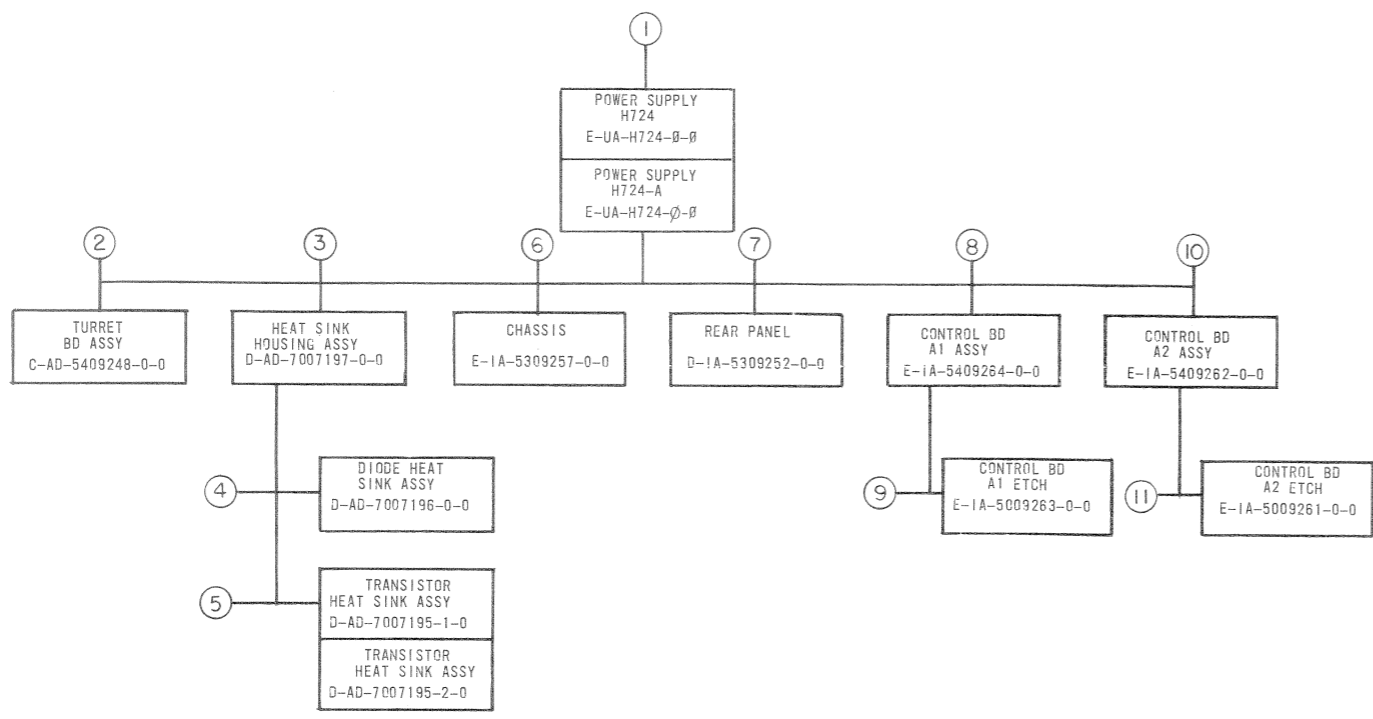 1
POWER SUPPLY
H724
E-UA-H724-Ø-Ø
POWER SUPPLY
H724-A
E-UA-H724-Ø-Ø
2
3
6
7
8
10
TURRET
BD ASSY
C-AD-5409248-0-0
HEAT SINK
HOUSING ASSY
D-AD-7007197-0-0
CHASSIS
E-IA-5309257-0-0
REAR PANEL
D-IA-5309252-0-0
CONTROL BD
A1 ASSY
E-IA-5409264-0-0
CONTROL BD
A2 ASSY
E-IA-5409262-0-0
4
DIODE HEAT
SINK ASSY
D-AD-7007196-0-0
9
CONTROL BD
A1 ETCH
E-IA-5009263-0-0
11
CONTROL BD
A2 ETCH
E-IA-5009261-0-0
5
TRANSISTOR
HEAT SINK ASSY
D-AD-7007195-1-0
TRANSISTOR
HEAT SINK ASSY
D-AD-7007195-2-0